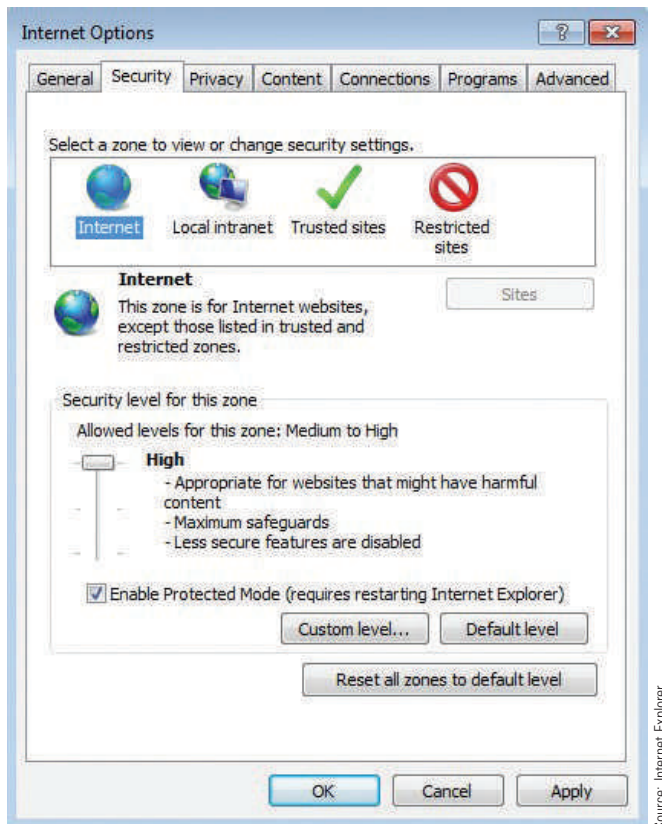 Internet Options
General Security Privacy Content Connections Programs Advanced
Select a zone to view or change security settings.
Internet Local intranet Trusted sites Restricted
sites
Internet
Sites
This zone is for Internet websites,
except those listed in trusted and
restricted zones.
Security level for this zone
Allowed levels for this zone: Medium to High
High
- Appropriate for websites that might have harmful
content
- Maximum safeguards
- Less secure features are disabled
Enable Protected Mode (requires restarting Internet Explorer)
Custom level... Default level
Reset all zones to default level
OK Cancel Apply
Source: Internet Explorer